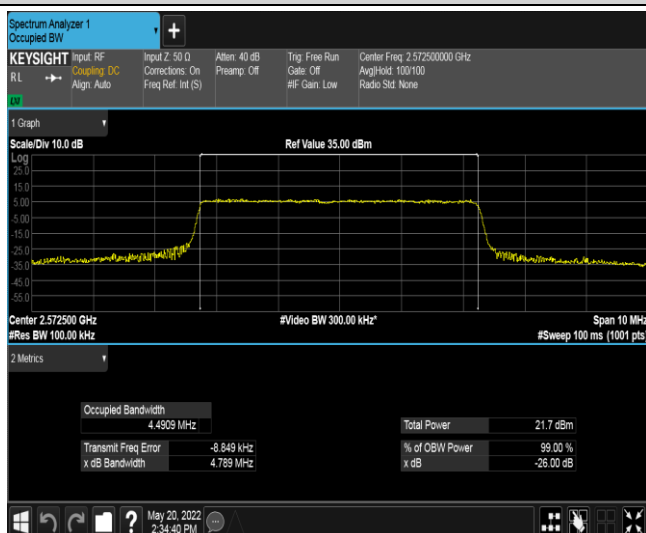 Spectrum Analyzer 1
Occupied BW
+
KEYSIGHT
RL
Input: RF
Coupling: DC
Align: Auto
Input Z: 50 Ω
Corrections: On
Freq Ref: Int (S)
Atten: 40 dB
Preamp: Off
Trig: Free Run
Gate: Off
#IF Gain: Low
Center Freq: 2.572500000 GHz
Avg|Hold: 100/100
Radio Std: None
1 Graph
Scale/Div 10.0 dB
Ref Value 35.00 dBm
Log
25.0
15.0
5.00
-5.00
-15.0
-25.0
-35.0
-45.0
-55.0
Center 2.572500 GHz
#Video BW 300.00 kHz*
Span 10 MHz
#Res BW 100.00 kHz
#Sweep 100 ms (1001 pts)
2 Metrics
Occupied Bandwidth
4.4909 MHz
Total Power 21.7 dBm
Transmit Freq Error -8.849 kHz
% of OBW Power 99.00 %
x dB Bandwidth 4.789 MHz
x dB -26.00 dB
?
May 20, 2022
2:34:40 PM